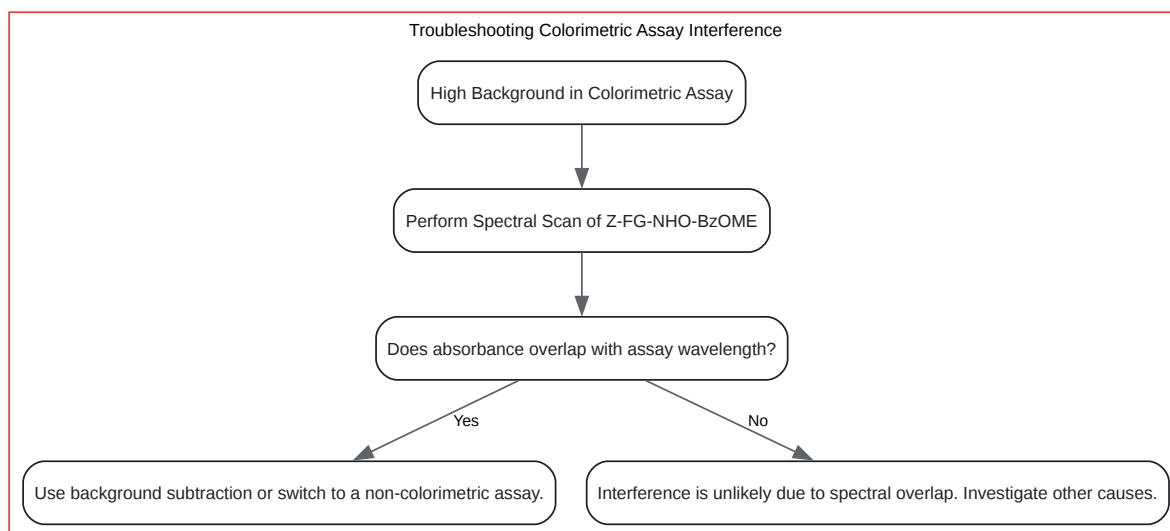 Troubleshooting Colorimetric Assay Interference
High Background in Colorimetric Assay
Perform Spectral Scan of Z-FG-NHO-BzOME
Does absorbance overlap with assay wavelength?
Yes
No
Use background subtraction or switch to a non-colorimetric assay.
Interference is unlikely due to spectral overlap. Investigate other causes.